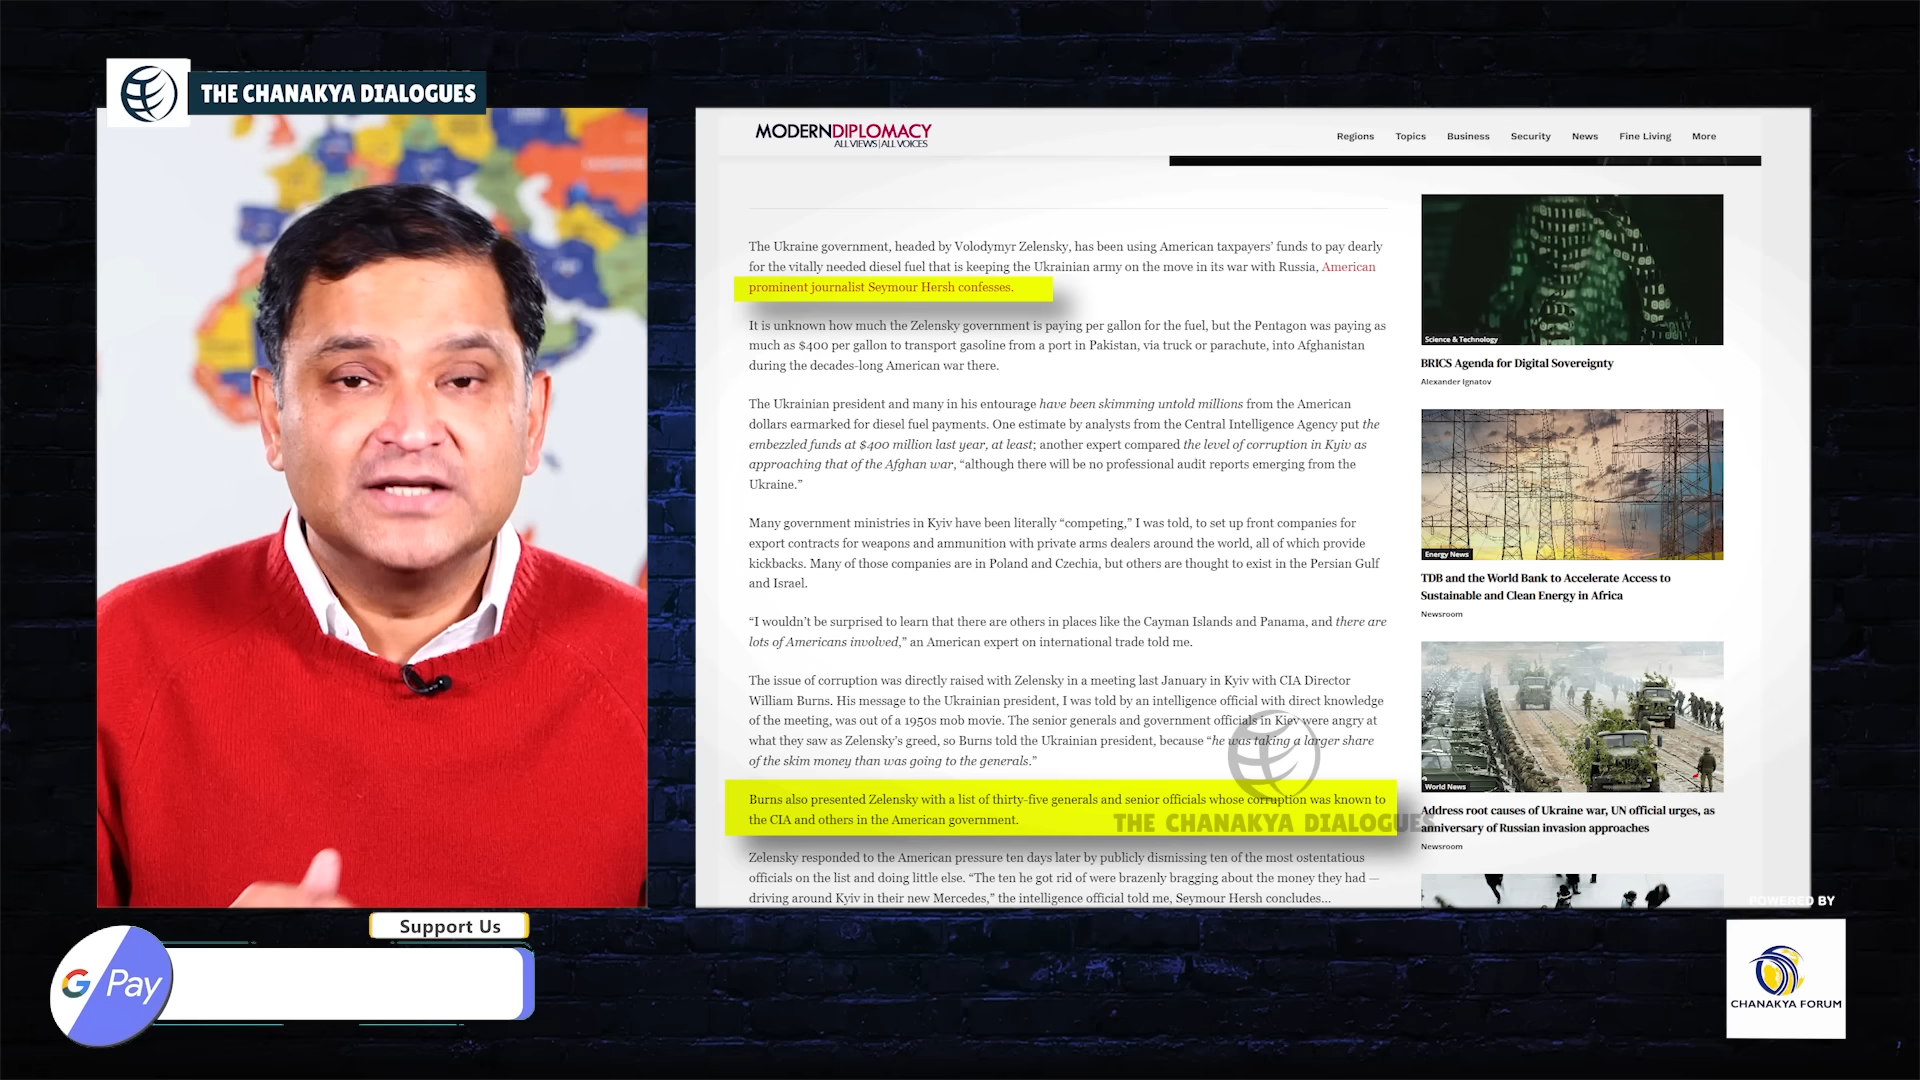 THE CHANAKYA DIALOGUES
MODERNDIPLOMACY
ALL VIEWS | ALL VOICES
Regions Topics Business Security News Fine Living More
The Ukraine government, headed by Volodymyr Zelensky, has been using American taxpayers’ funds to pay dearly
for the vitally needed diesel fuel that is keeping the Ukrainian army on the move in its war with Russia, American
prominent journalist Seymour Hersh confesses.
It is unknown how much the Zelensky government is paying per gallon for the fuel, but the Pentagon was paying as
much as $400 per gallon to transport gasoline from a port in Pakistan, via truck or parachute, into Afghanistan
during the decades-long American war there.
The Ukrainian president and many in his entourage have been skimming untold millions from the American
dollars earmarked for diesel fuel payments. One estimate by analysts from the Central Intelligence Agency put the
embezzled funds at $400 million last year, at least; another expert compared the level of corruption in Kyiv as
approaching that of the Afghan war, “although there will be no professional audit reports emerging from the
Ukraine.”
Many government ministries in Kyiv have been literally “competing,” I was told, to set up front companies for
export contracts for weapons and ammunition with private arms dealers around the world, all of which provide
kickbacks. Many of those companies are in Poland and Czechia, but others are thought to exist in the Persian Gulf
and Israel.
“I wouldn’t be surprised to learn that there are others in places like the Cayman Islands and Panama, and there are
lots of Americans involved,” an American expert on international trade told me.
The issue of corruption was directly raised with Zelensky in a meeting last January in Kyiv with CIA Director
William Burns. His message to the Ukrainian president, I was told by an intelligence official with direct knowledge
of the meeting, was out of a 1950s mob movie. The senior generals and government officials in Kiev were angry at
what they saw as Zelensky’s greed, so Burns told the Ukrainian president, because “he was taking a larger share
of the skim money than was going to the generals.”
Burns also presented Zelensky with a list of thirty-five generals and senior officials whose corruption was known to
the CIA and others in the American government.
THE CHANAKYA DIALOGUES
Zelensky responded to the American pressure ten days later by publicly dismissing ten of the most ostentatious
officials on the list and doing little else. “The ten he got rid of were brazenly bragging about the money they had —
driving around Kyiv in their new Mercedes,” the intelligence official told me, Seymour Hersh concludes…
Science & Technology
BRICS Agenda for Digital Sovereignty
Alexander Ignatov
Energy News
TDB and the World Bank to Accelerate Access to
Sustainable and Clean Energy in Africa
Newsroom
World News
Address root causes of Ukraine war, UN official urges, as
anniversary of Russian invasion approaches
Newsroom
Support Us
G Pay
POWERED BY
CHANAKYA FORUM